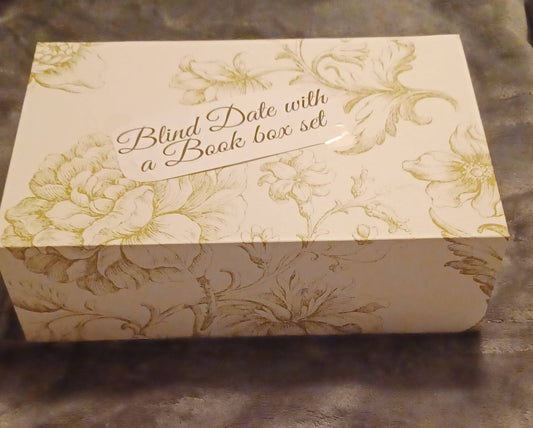 Blind Date with
a Book box set